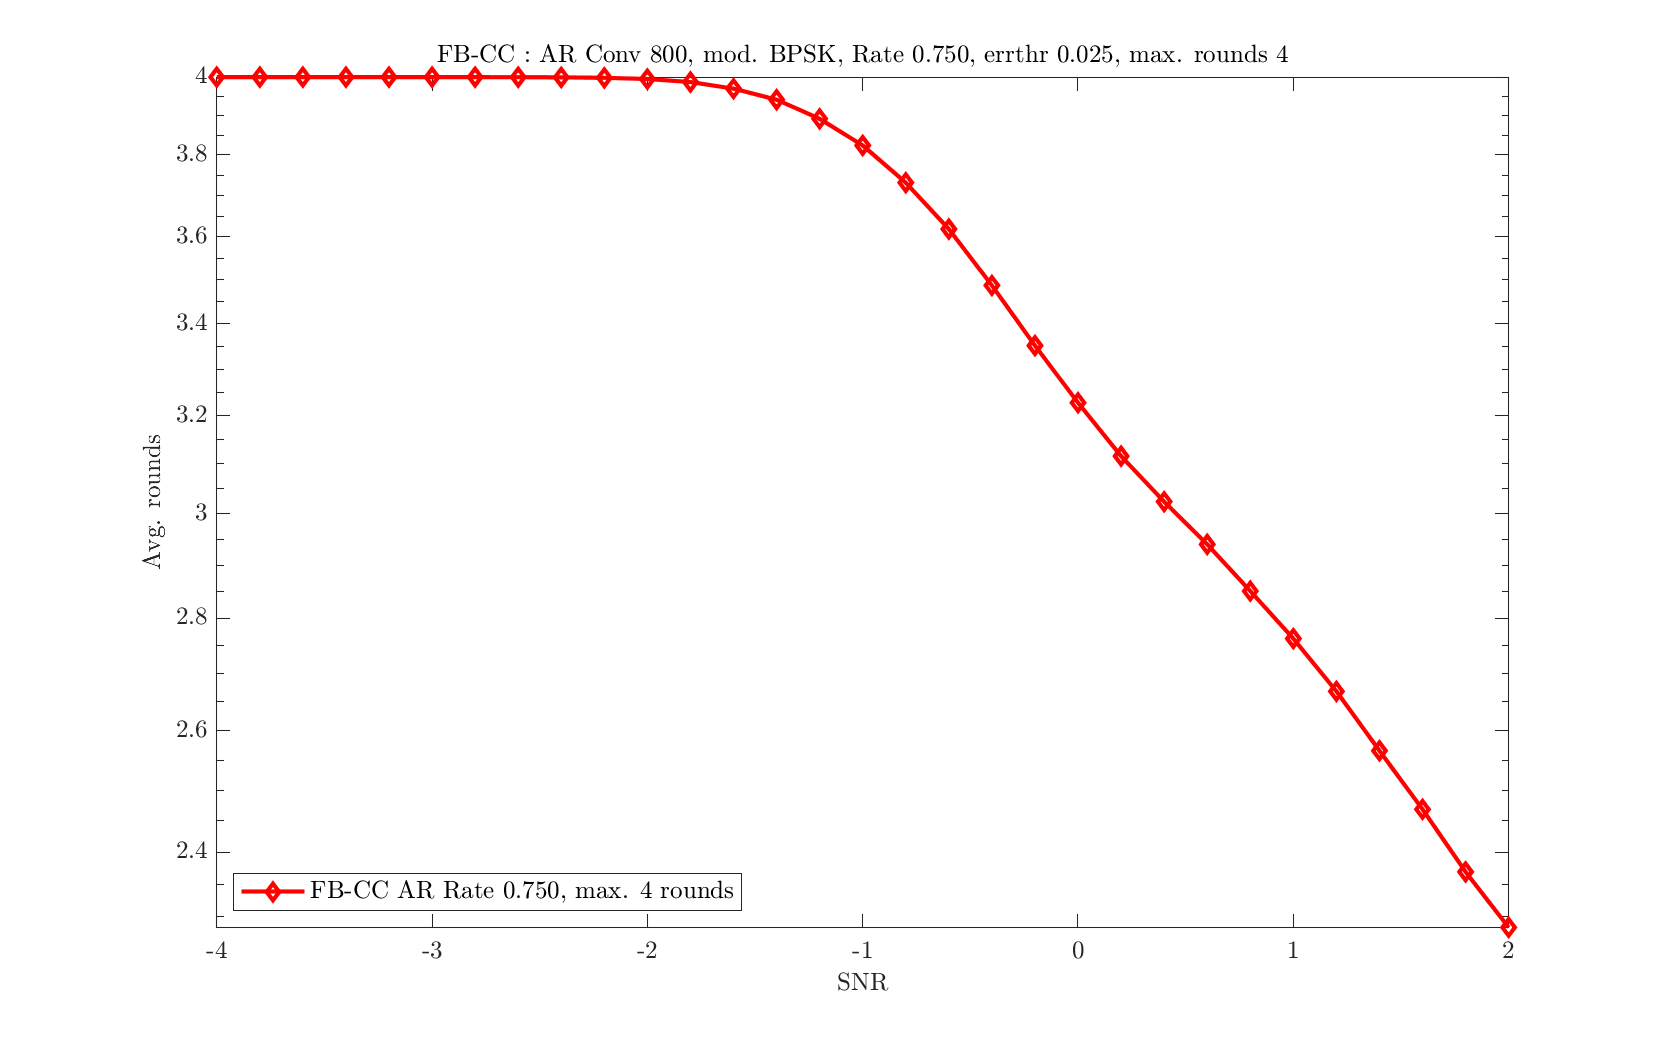 FB-CC : AR Conv 800, mod. BPSK, Rate 0.750, errthr 0.025, max. rounds 4
4
3.8
3.6
3.4
3.2
3
2.8
2.6
2.4
Avg. rounds
FB-CC AR Rate 0.750, max. 4 rounds
-4 -3 -2 -1 0 1 2
SNR